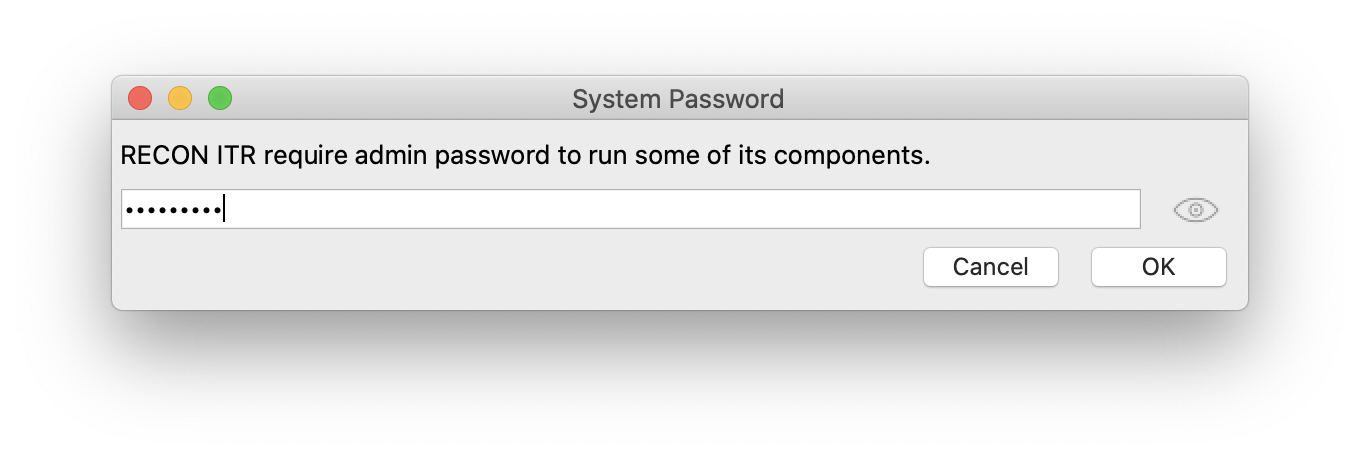 System Password
RECON ITR require admin password to run some of its components.
•••••••••
Cancel OK